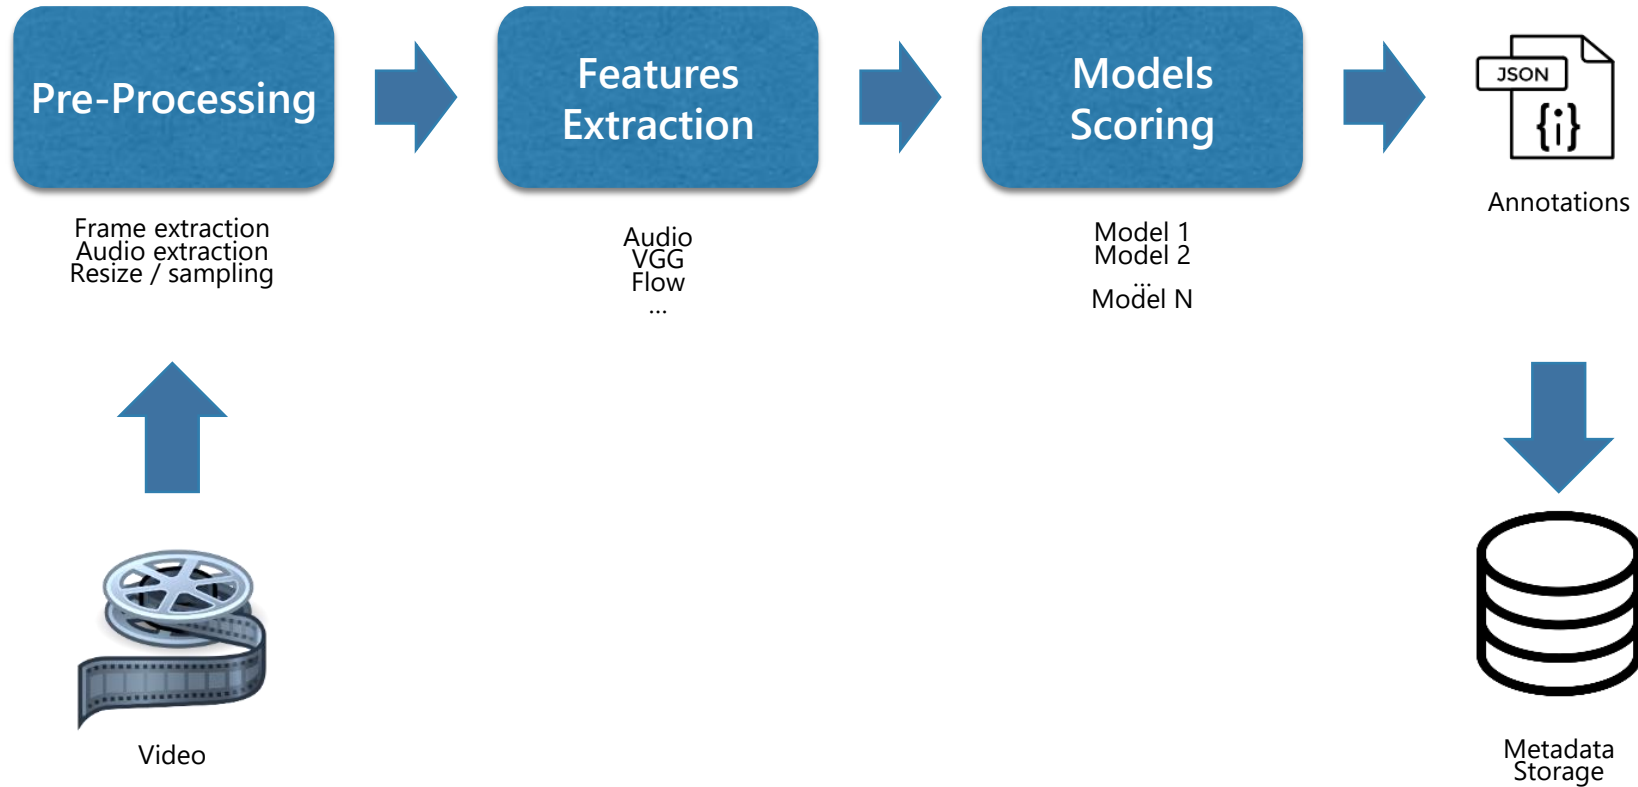 Pre-Processing
Features
Extraction
Models
Scoring
JSON
{i}
Annotations
Frame extraction
Audio extraction
Resize / sampling
Audio
VGG
Flow
...
Model 1
Model 2
...
Model N
Video
Metadata
Storage